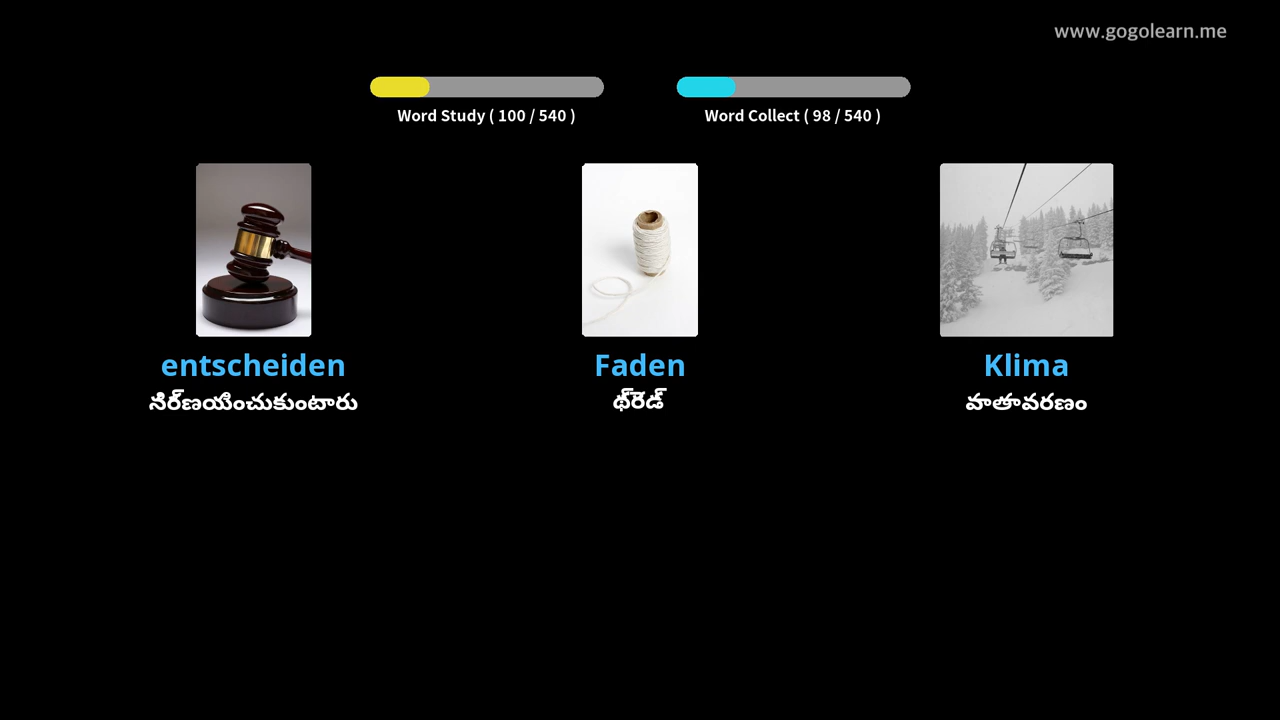 www.gogolearn.me
Word Study ( 100 / 540 )
Word Collect ( 98 / 540 )
entscheiden
Faden
Klima
నిర్ణయించుకుంటారు
థ్రెడ్
వాతావరణం